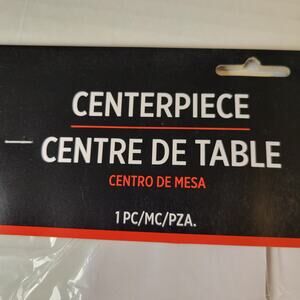 CENTERPIECE
CENTRE DE TABLE
CENTRO DE MESA
1 PC/MC/PZA.